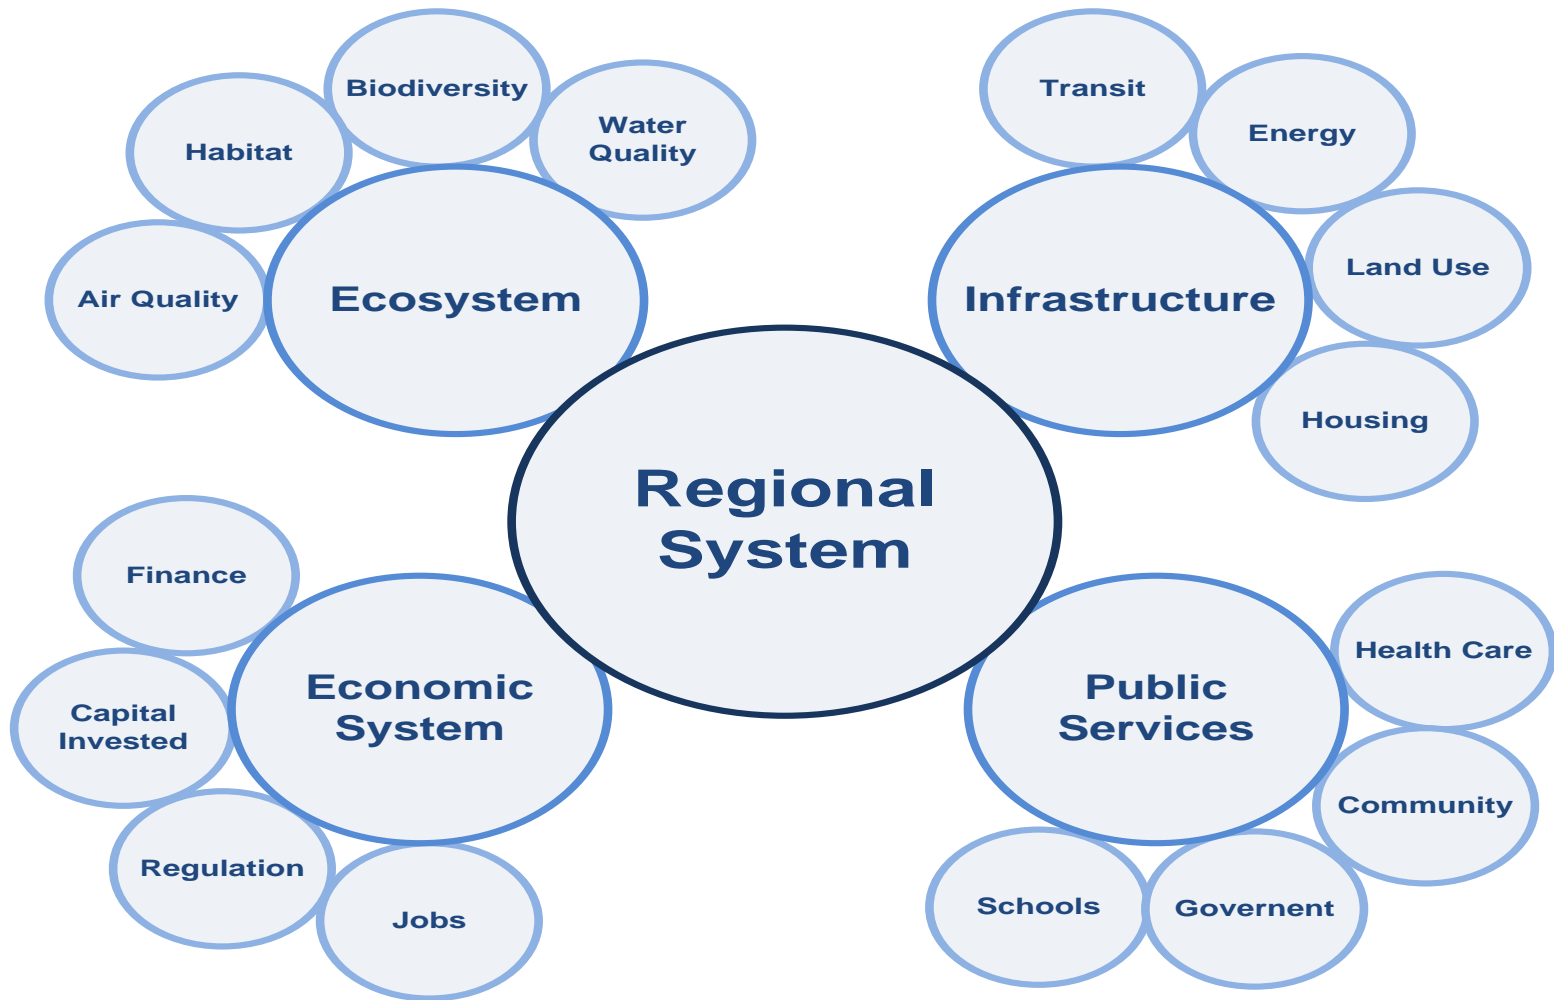 Biodiversity
Water
Quality
Habitat
Air Quality
Ecosystem
Transit
Energy
Land Use
Infrastructure
Housing
Regional
System
Finance
Capital
Invested
Economic
System
Regulation
Jobs
Public
Services
Health Care
Community
Schools
Governent